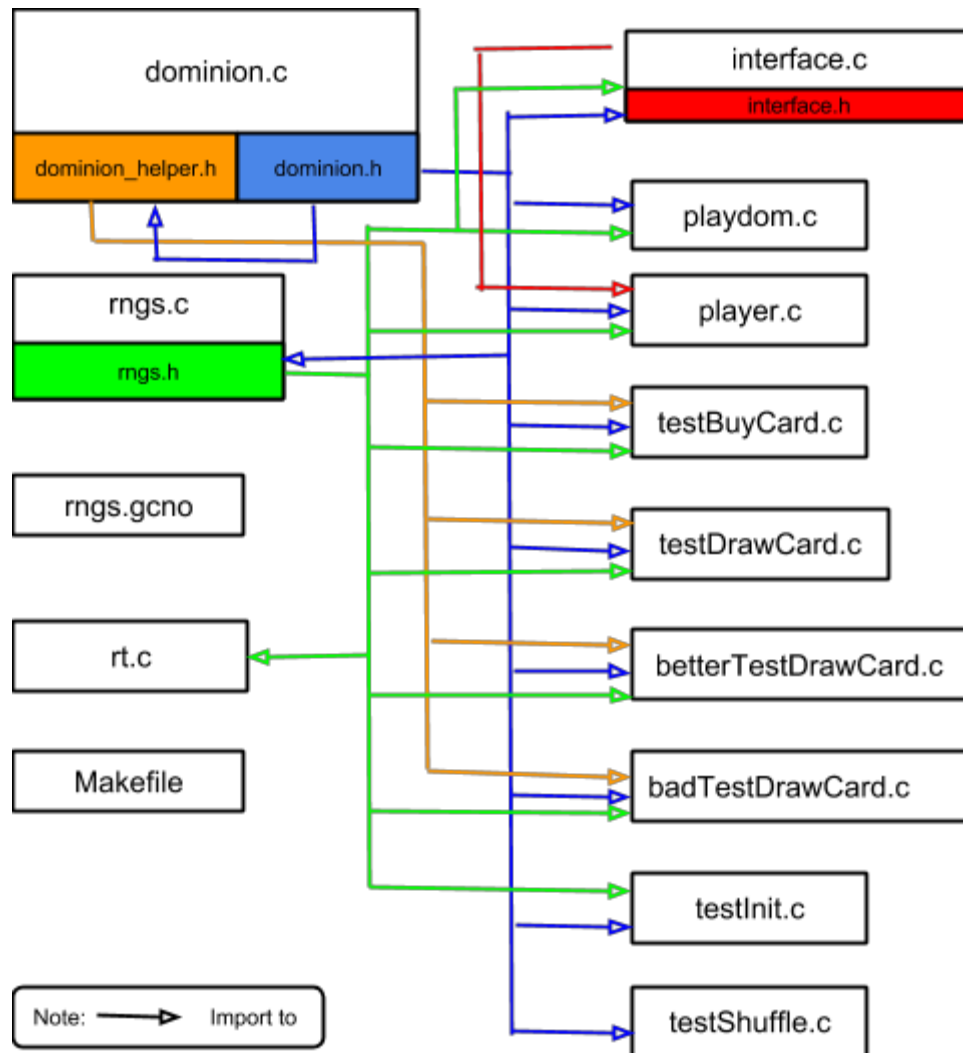 dominion.c
dominion_helper.h
dominion.h
rngs.c
rngs.h
rngs.gcno
rt.c
Makefile
Note:
Import to
interface.c
interface.h
playdom.c
player.c
testBuyCard.c
testDrawCard.c
betterTestDrawCard.c
badTestDrawCard.c
testInit.c
testShuffle.c